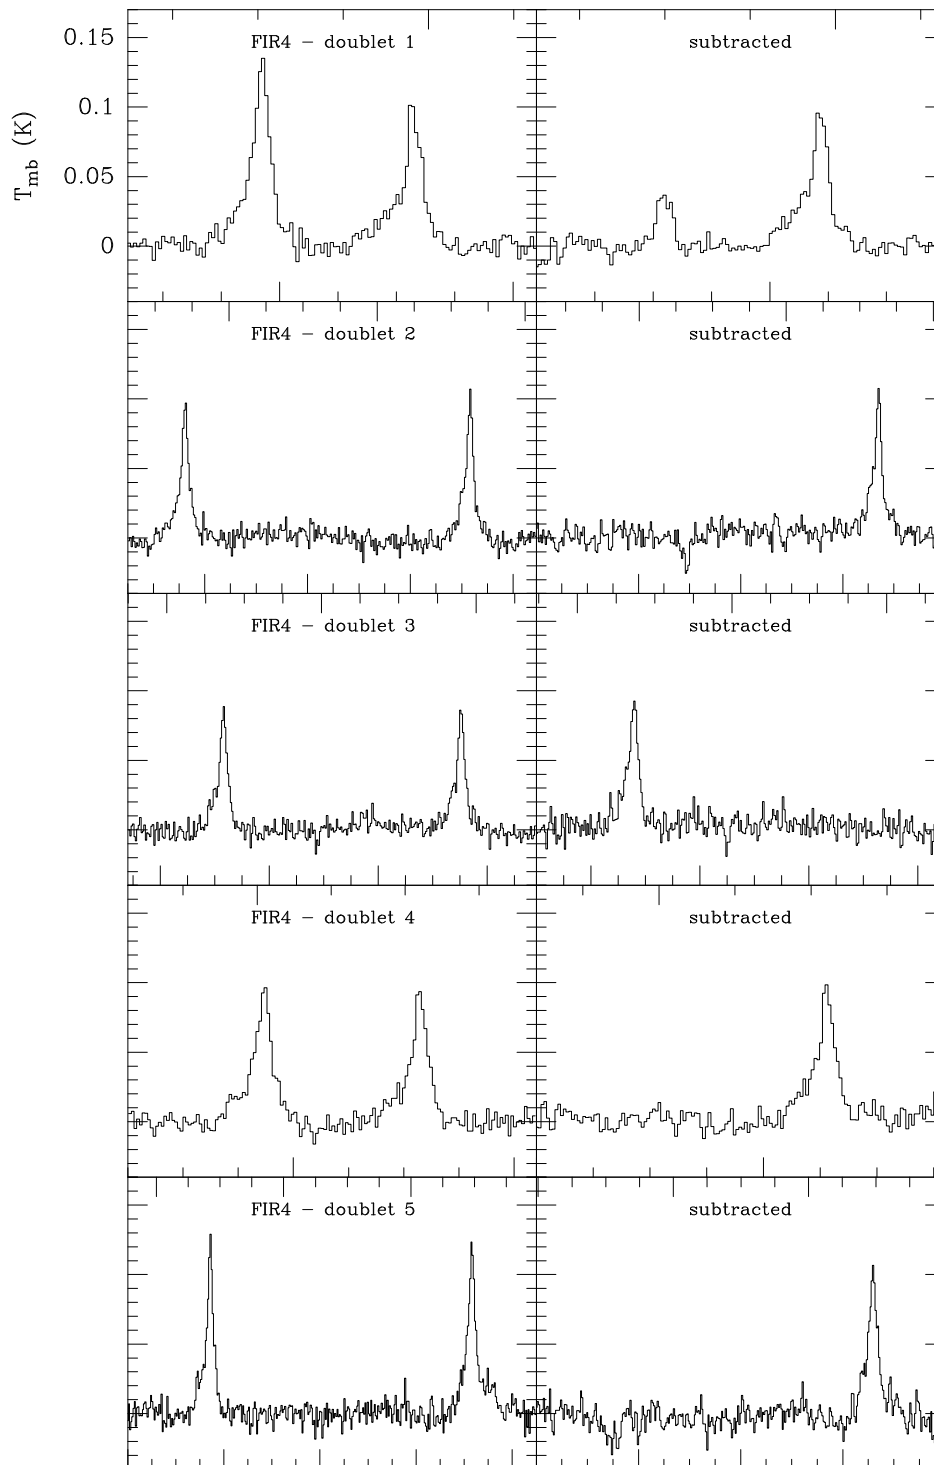 FIR4 – doublet 1
subtracted
0.15
0.1
0.05
0
Tmb (K)
FIR4 – doublet 2
subtracted
FIR4 – doublet 3
subtracted
FIR4 – doublet 4
subtracted
FIR4 – doublet 5
subtracted